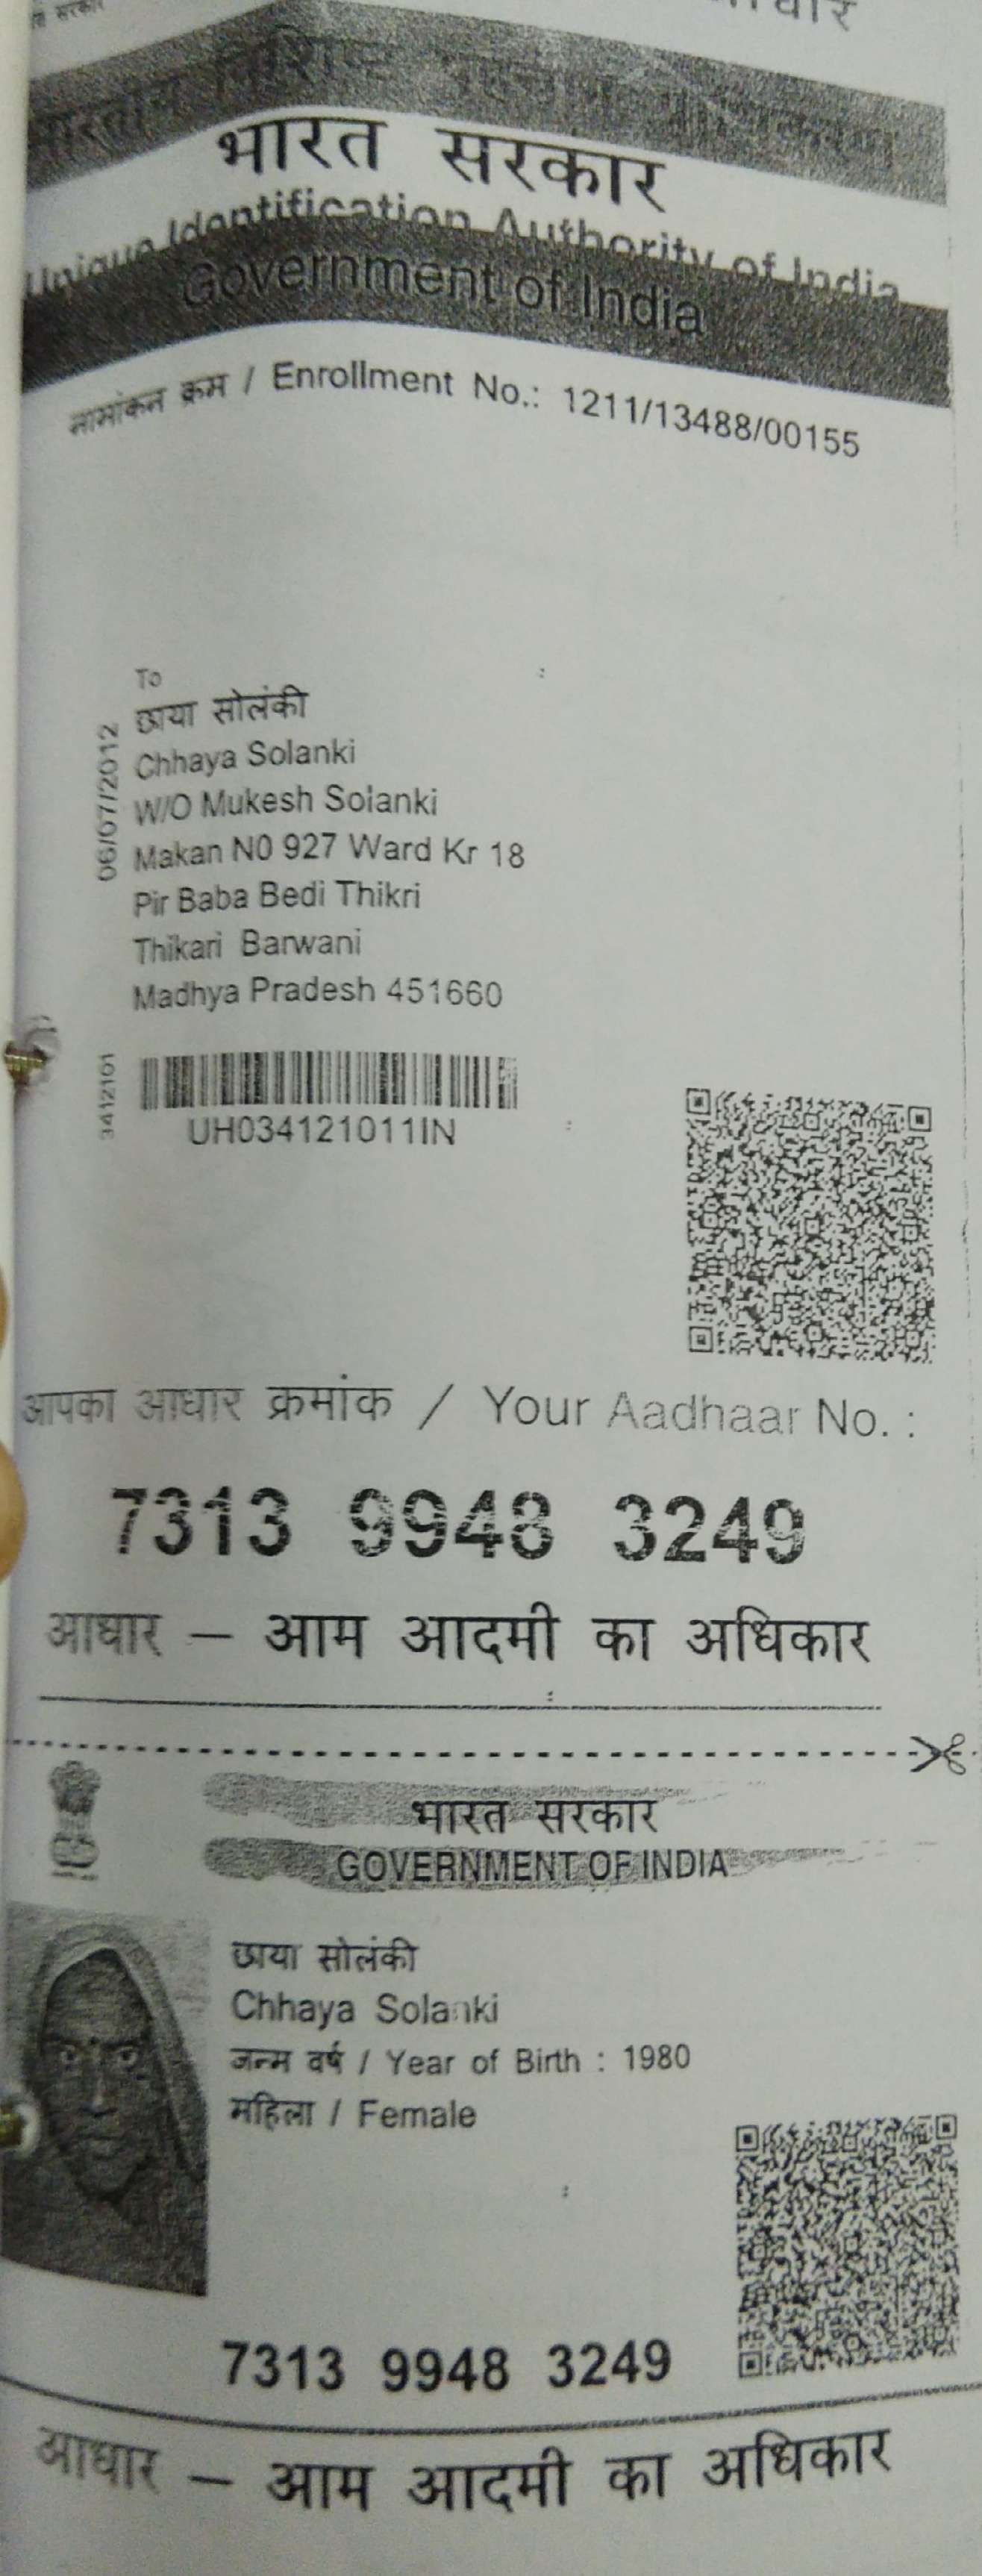 भारत सरकार
Unique Identification Authority of India
Government of India
नामांकन क्रम / Enrollment No.: 1211/13488/00155
06/07/2012
To
छाया सोलंकी
Chhaya Solanki
W/O Mukesh Solanki
Makan N0 927 Ward Kr 18
Pir Baba Bedi Thikri
Thikari Barwani
Madhya Pradesh 451660
3412101
UH034121011IN
आपका आधार क्रमांक / Your Aadhaar No. :
7313 9948 3249
आधार – आम आदमी का अधिकार
भारत सरकार
GOVERNMENT OF INDIA
छाया सोलंकी
Chhaya Solanki
जन्म वर्ष / Year of Birth : 1980
महिला / Female
7313 9948 3249
आधार – आम आदमी का अधिकार